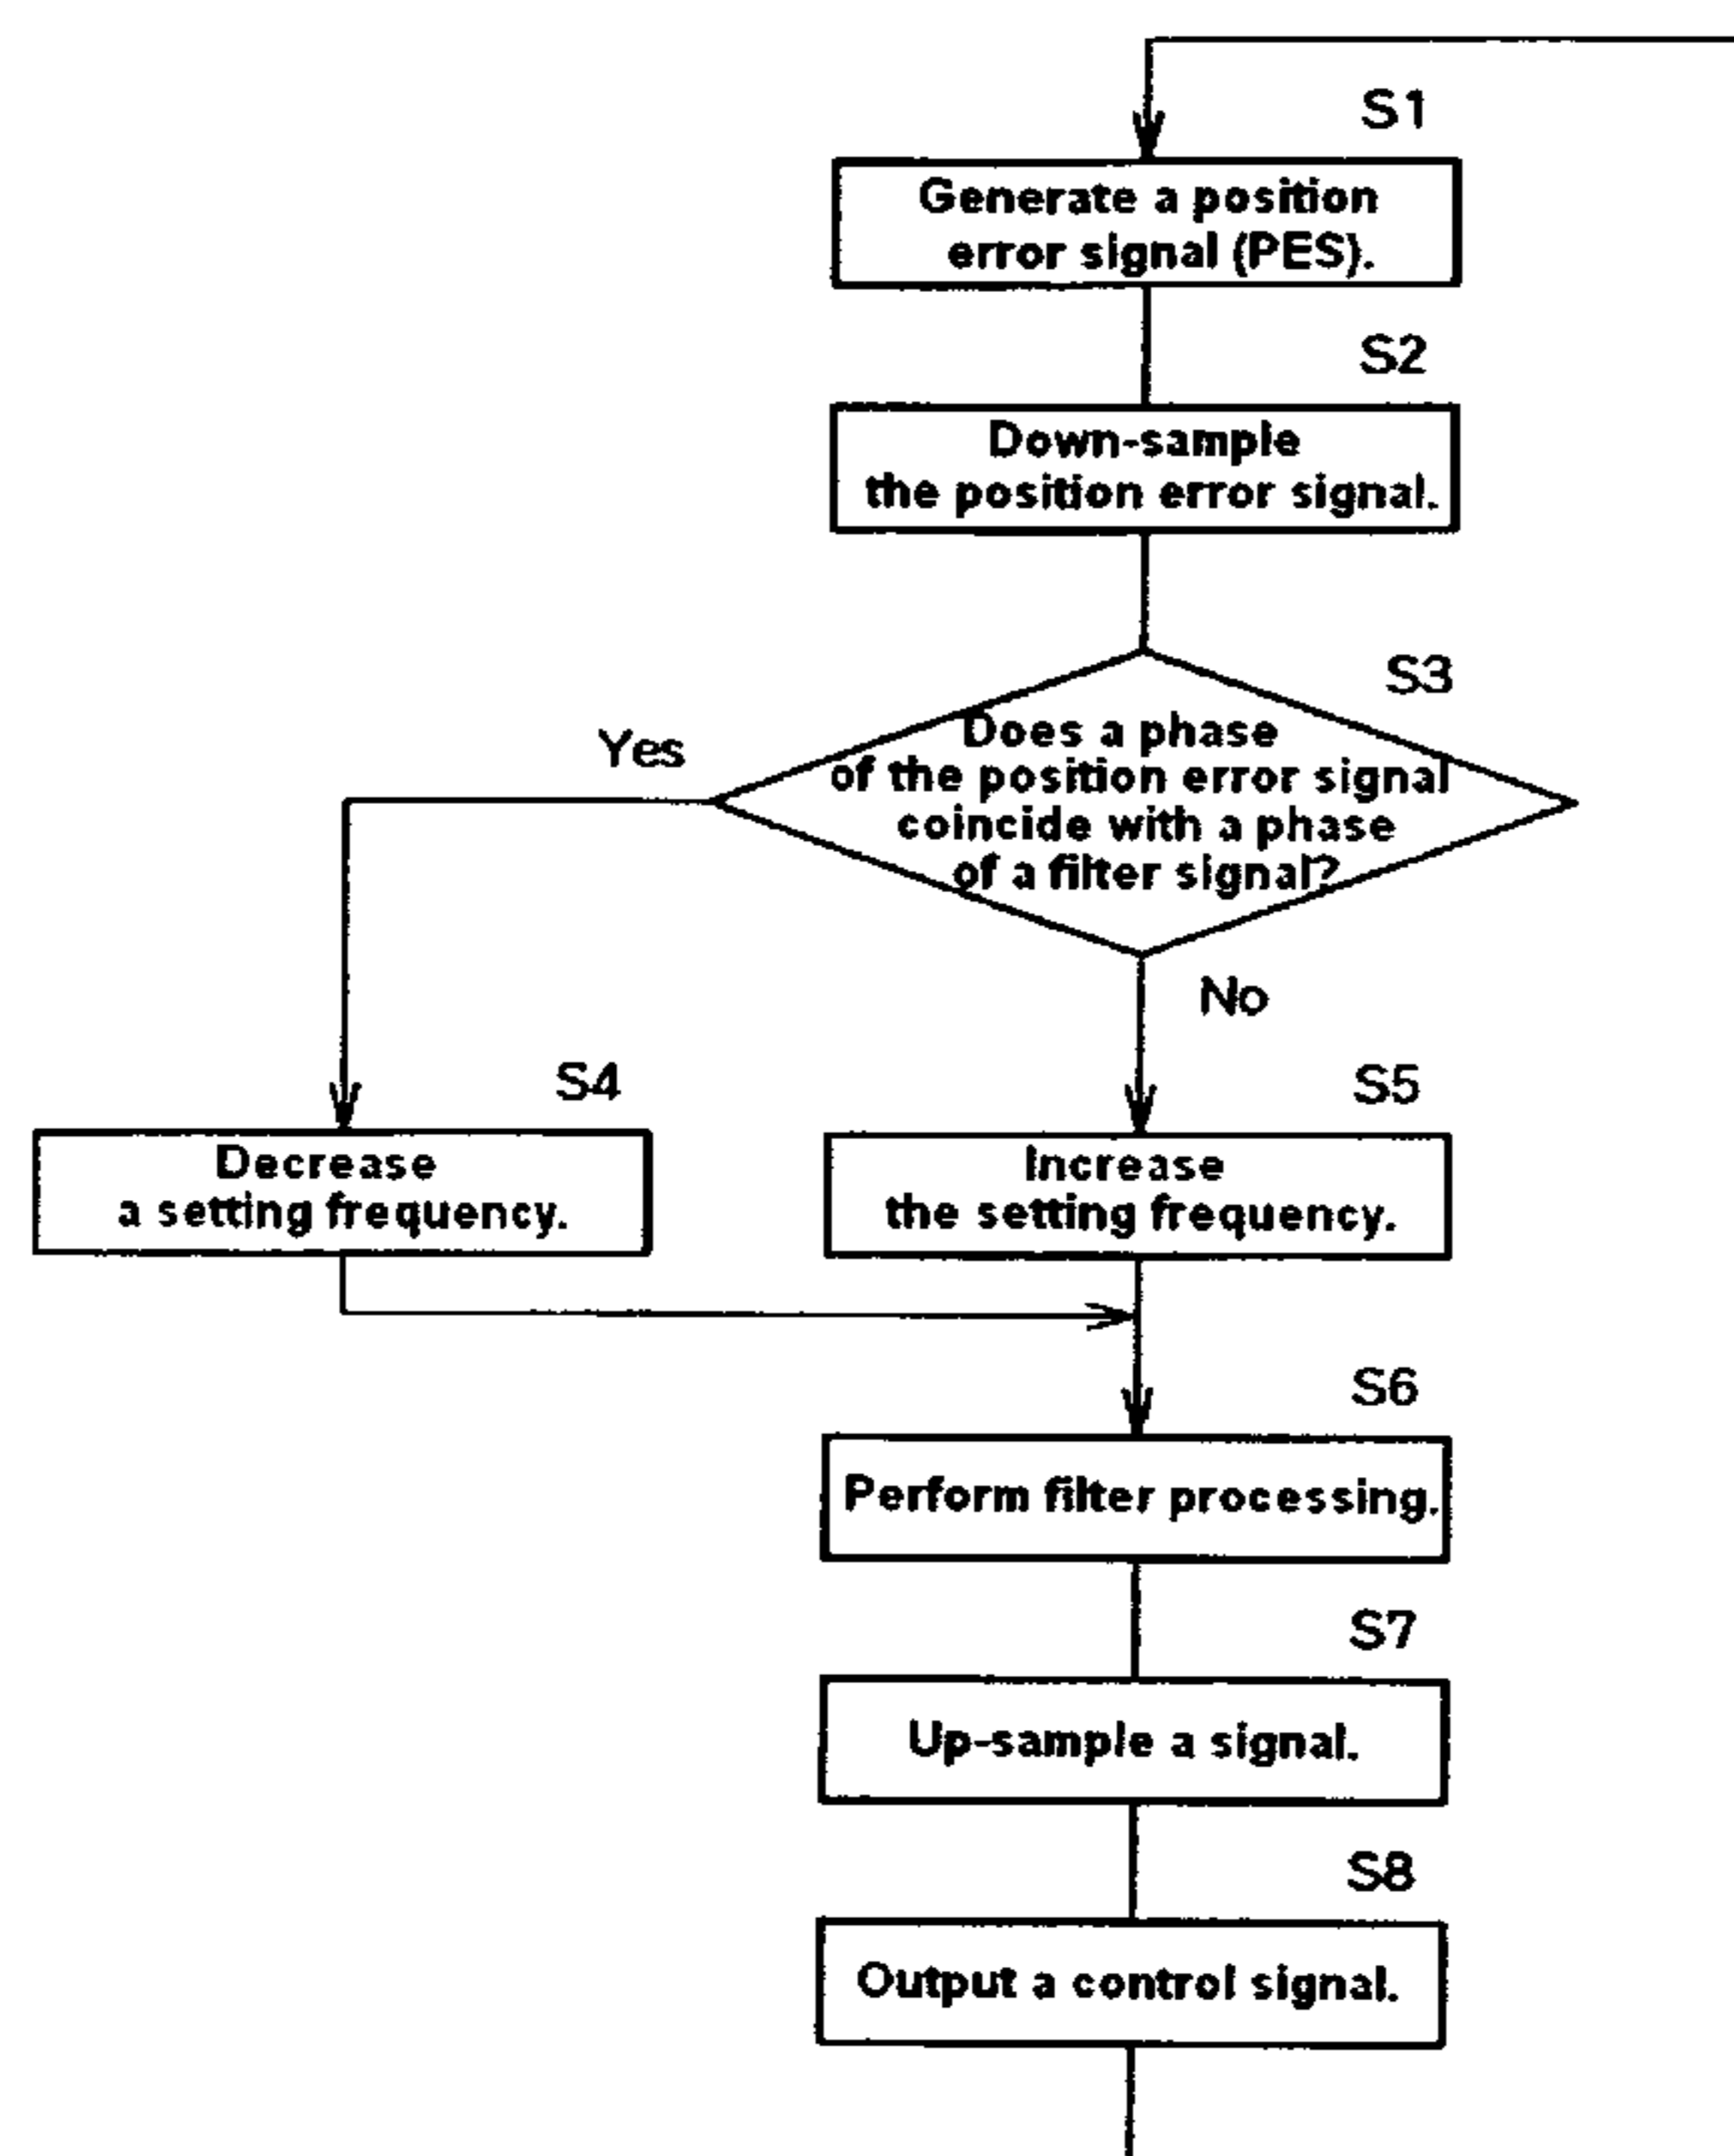 S1
Generate a position
error signal (PES).
S2
Down-sample
the position error signal.
S3
Does a phase
of the position error signal
coincide with a phase
of a filter signal?
Yes
No
S4
Decrease
a setting frequency.
S5
Increase
the setting frequency.
S6
Perform filter processing.
S7
Up-sample a signal.
S8
Output a control signal.